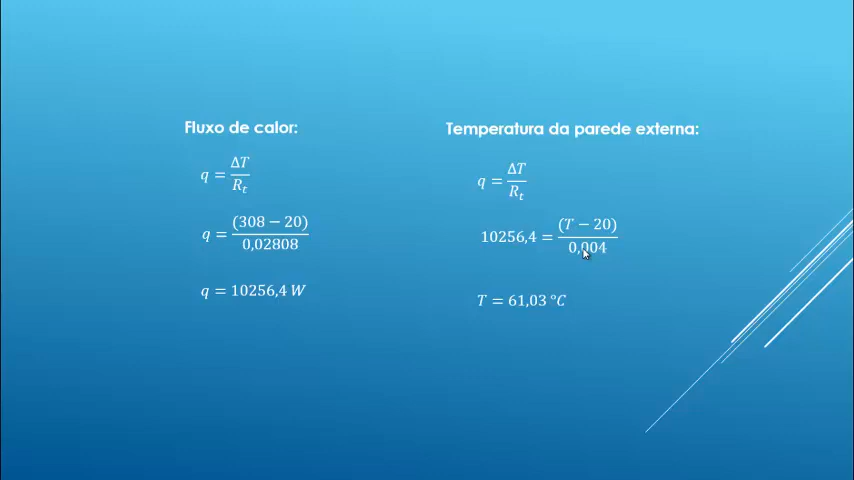 Fluxo de calor:
q = ΔT / R_t
q = (308 − 20) / 0,02808
q = 10256,4 W
Temperatura da parede externa:
q = ΔT / R_t
10256,4 = (T − 20) / 0,004
T = 61,03 °C